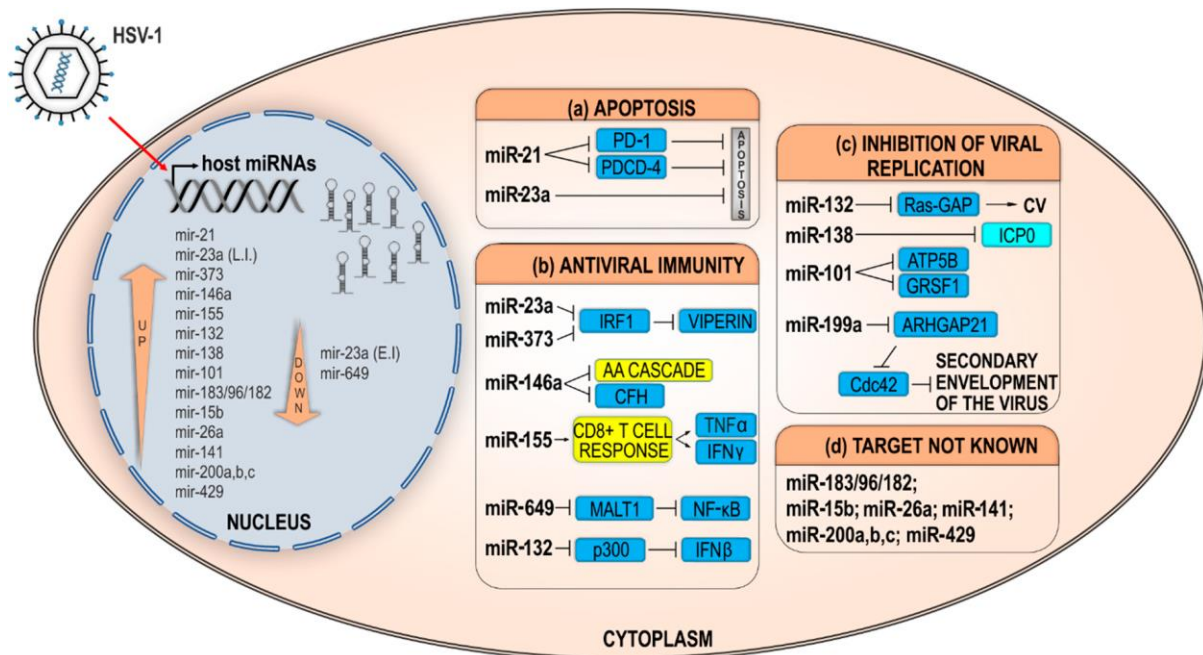 HSV-1
host miRNAs
mir-21
mir-23a (L.I.)
mir-373
mir-146a
mir-155
mir-132
mir-138
mir-101
mir-183/96/182
mir-15b
mir-26a
mir-141
mir-200a,b,c
mir-429
UP
DOWN
mir-23a (E.I)
mir-649
NUCLEUS
(a) APOPTOSIS
miR-21
PD-1
PDCD-4
miR-23a
APOPTOSIS
(b) ANTIVIRAL IMMUNITY
miR-23a
miR-373
IRF1
VIPERIN
miR-146a
AA CASCADE
CFH
miR-155
CD8+ T CELL
RESPONSE
TNFα
IFNγ
miR-649
MALT1
NF-κB
miR-132
p300
IFNβ
(c) INHIBITION OF VIRAL
REPLICATION
miR-132
Ras-GAP
CV
miR-138
ICP0
miR-101
ATP5B
GRSF1
miR-199a
ARHGAP21
Cdc42
SECONDARY
ENVELOPMENT
OF THE VIRUS
(d) TARGET NOT KNOWN
miR-183/96/182;
miR-15b; miR-26a; miR-141;
miR-200a,b,c; miR-429
CYTOPLASM